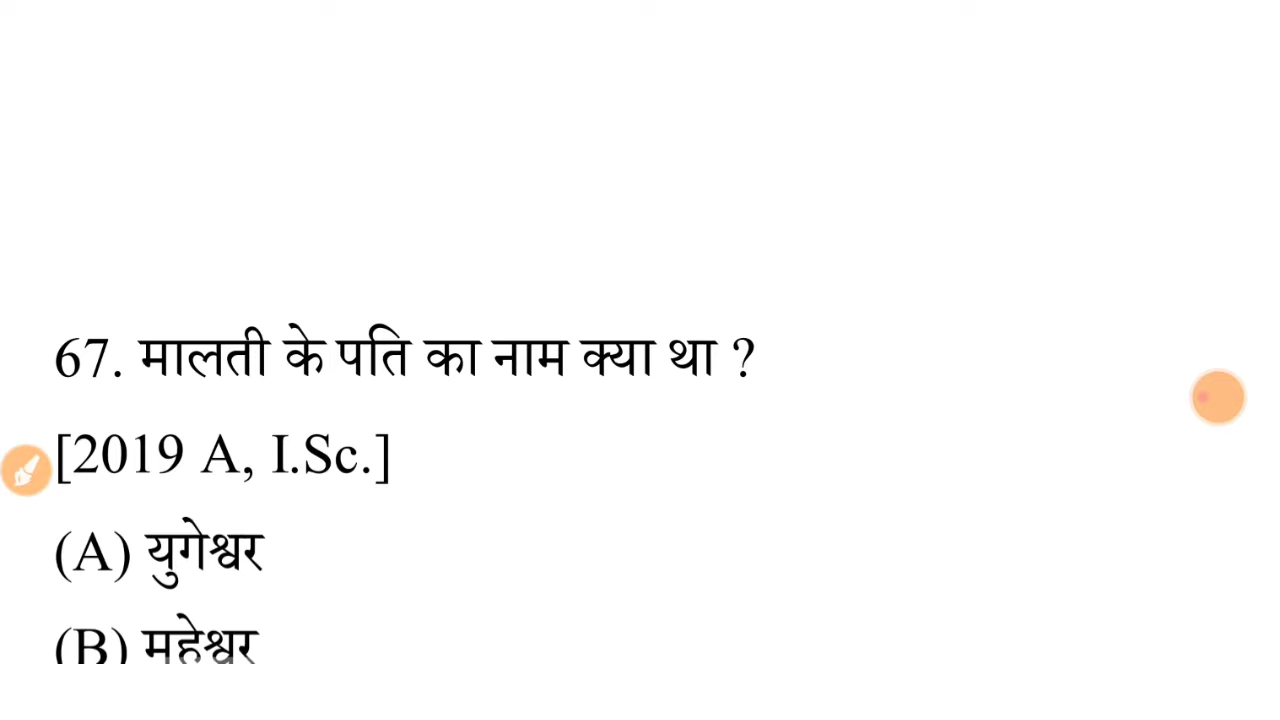 67. मालती के पति का नाम क्या था ?
[2019 A, I.Sc.]
(A) युगेश्वर
(B) महेश्वर